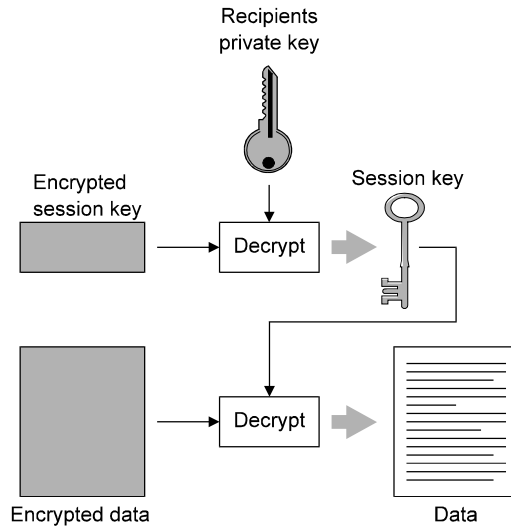 Recipients
private key
Encrypted
session key
Session key
Decrypt
Decrypt
Encrypted data
Data